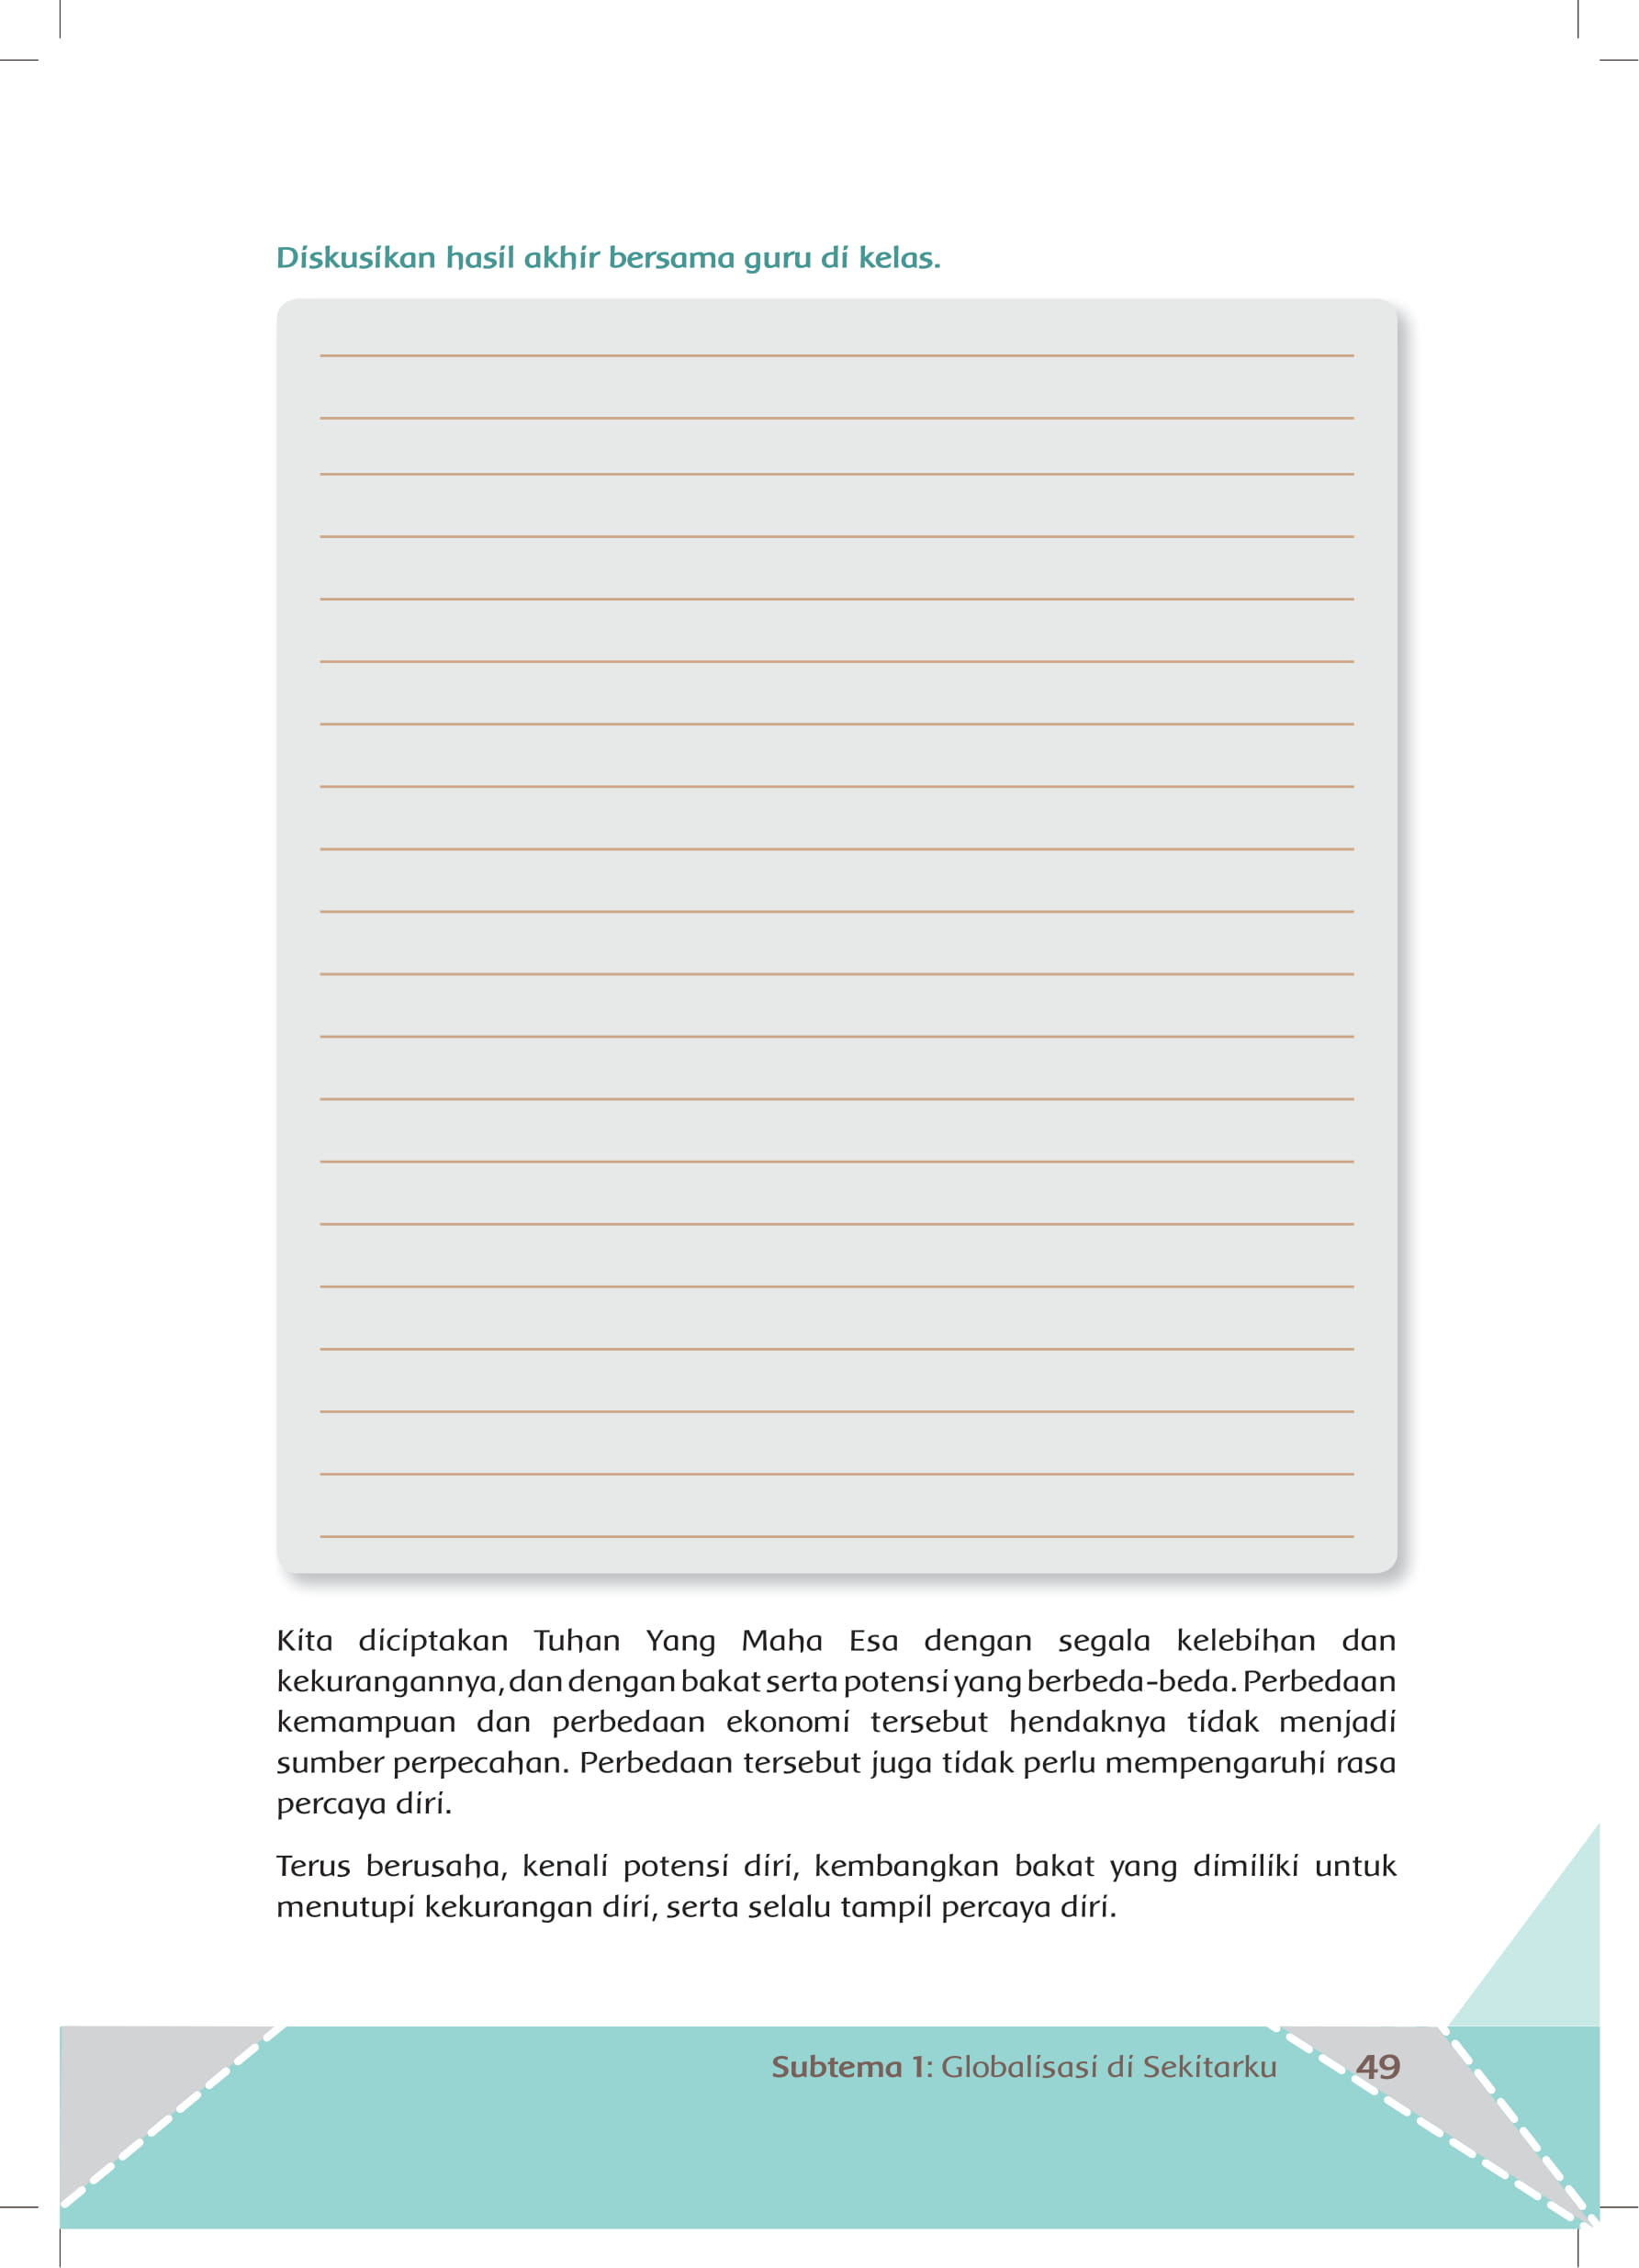 Diskusikan hasil akhir bersama guru di kelas.
Kita diciptakan Tuhan Yang Maha Esa dengan segala kelebihan dan
kekurangannya, dan dengan bakat serta potensi yang berbeda-beda. Perbedaan
kemampuan dan perbedaan ekonomi tersebut hendaknya tidak menjadi
sumber perpecahan. Perbedaan tersebut juga tidak perlu mempengaruhi rasa
percaya diri.
Terus berusaha, kenali potensi diri, kembangkan bakat yang dimiliki untuk
menutupi kekurangan diri, serta selalu tampil percaya diri.
Subtema 1: Globalisasi di Sekitarku 49